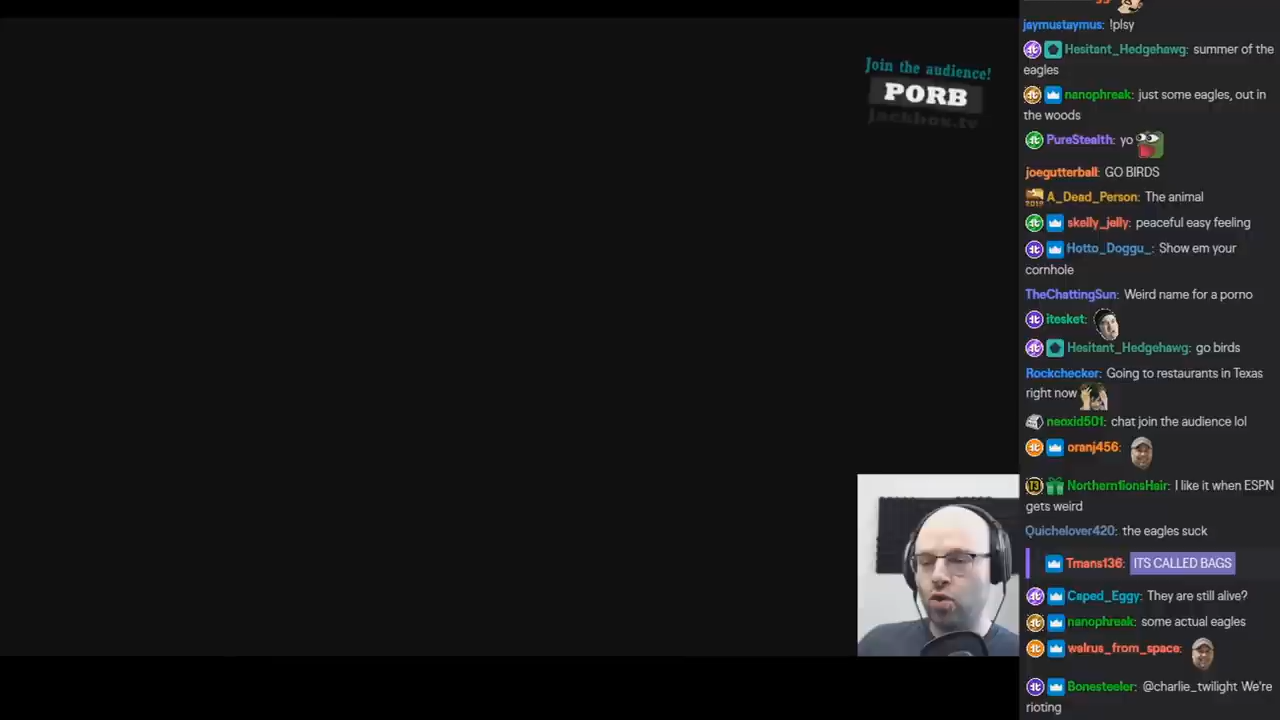 Join the audience!
PORB
jackbox.tv
jaymustaymus: !plsy
Hesitant_Hedgehawg: summer of the
eagles
nanophreak: just some eagles, out in
the woods
PureStealth: yo
joegutterball: GO BIRDS
2019
A_Dead_Person: The animal
skelly_jelly: peaceful easy feeling
Hotto_Doggu_: Show em your
cornhole
TheChattingSun: Weird name for a porno
itesket:
Hesitant_Hedgehawg: go birds
Rockchecker: Going to restaurants in Texas
right now
neoxid501: chat join the audience lol
oranj456:
T3
NorthernlionsHair: I like it when ESPN
gets weird
Quichelover420: the eagles suck
Tmans136: ITS CALLED BAGS
Caped_Eggy: They are still alive?
nanophreak: some actual eagles
walrus_from_space:
Bonesteeler: @charlie_twilight We're
rioting